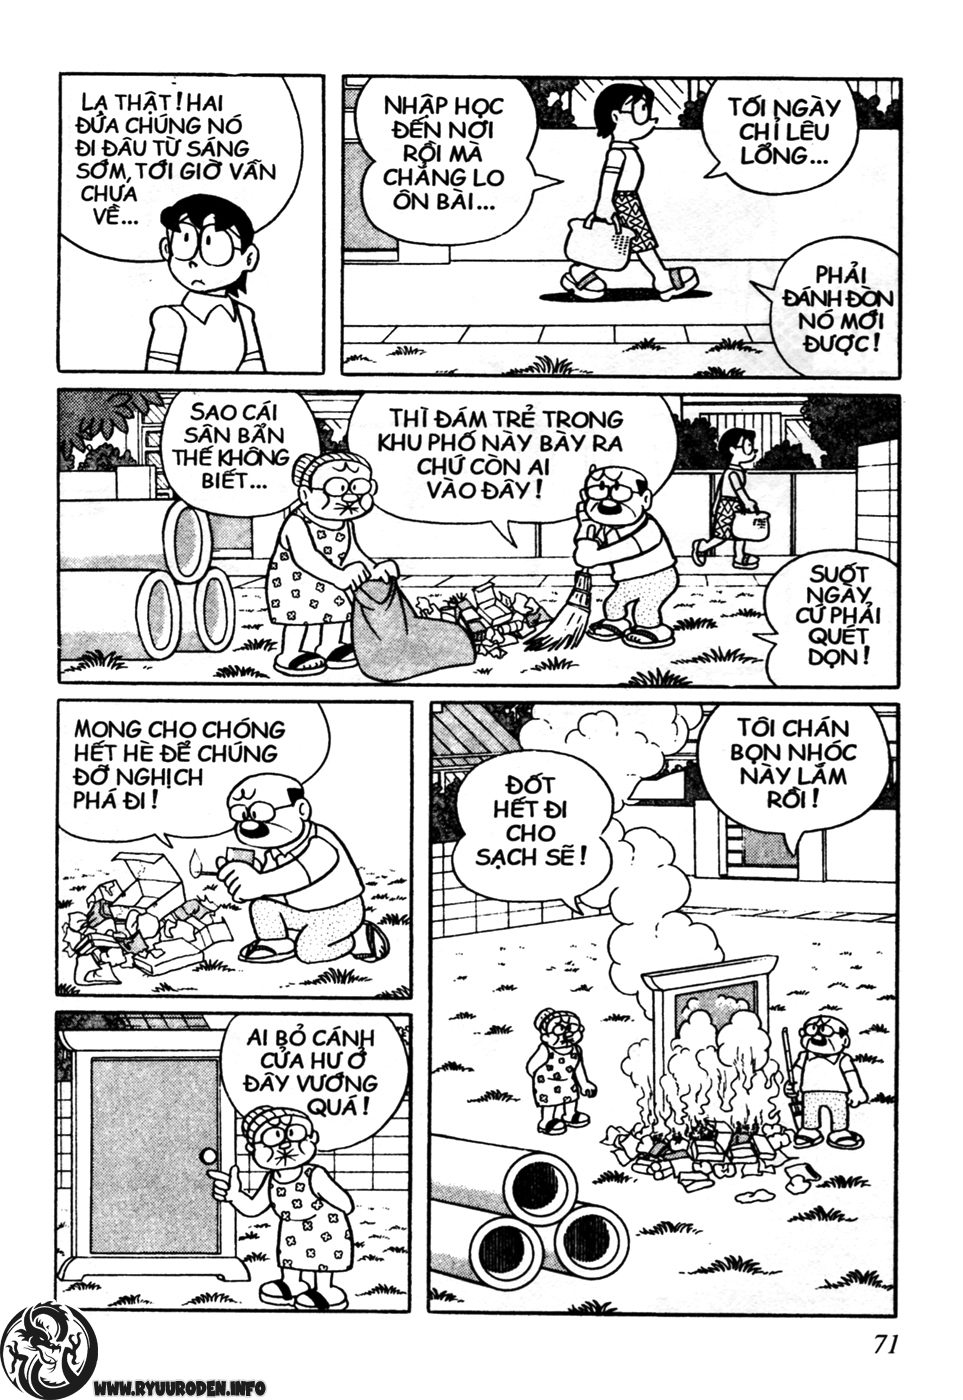 LẠ THẬT! HAI
ĐỨA CHÚNG NÓ
ĐI ĐÂU TỪ SÁNG
SỚM, TỚI GIỜ VẪN
CHƯA
VỀ...
NHẬP HỌC
ĐẾN NƠI
RỒI MÀ
CHẲNG LO
ÔN BÀI...
TỐI NGÀY
CHỈ LÊU
LỔNG...
PHẢI
ĐÁNH ĐÒN
NÓ MỚI
ĐƯỢC!
SAO CÁI
SÂN BẨN
THẾ KHÔNG
BIẾT...
THÌ ĐÁM TRẺ TRONG
KHU PHỐ NÀY BÀY RA
CHỨ CÒN AI
VÀO ĐÂY!
SUỐT
NGÀY
CỨ PHẢI
QUÉT
DỌN!
MONG CHO CHÓNG
HẾT HÈ ĐỂ CHÚNG
ĐỠ NGHỊCH
PHÁ ĐI!
AI BỎ CÁNH
CỬA HƯ Ở
ĐÂY VƯỚNG
QUÁ!
ĐỐT
HẾT ĐI
CHO
SẠCH SẼ!
TÔI CHÁN
BỌN NHÓC
NÀY LẮM
RỒI!
71
WWW.RYUURODEN.INFO